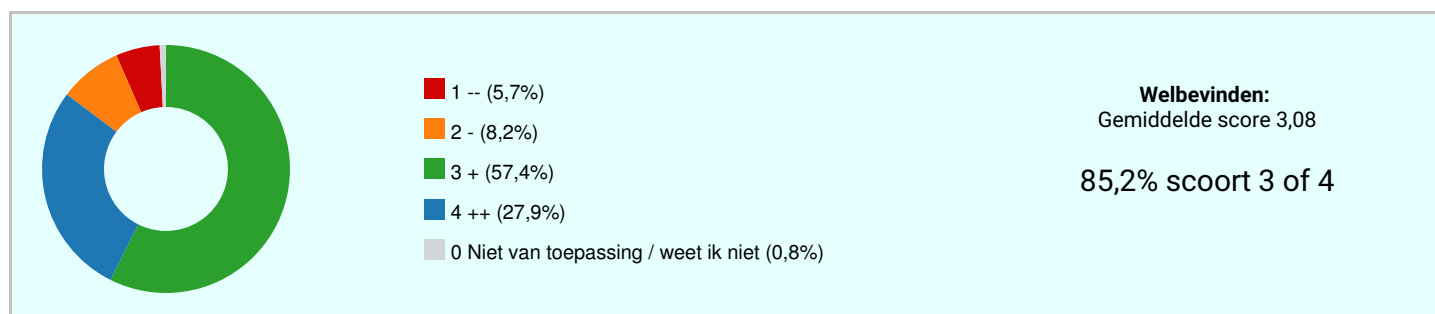 1 -- (5,7%)
2 - (8,2%)
3 + (57,4%)
4 ++ (27,9%)
0 Niet van toepassing / weet ik niet (0,8%)
Welbevinden:
Gemiddelde score 3,08
85,2% scoort 3 of 4